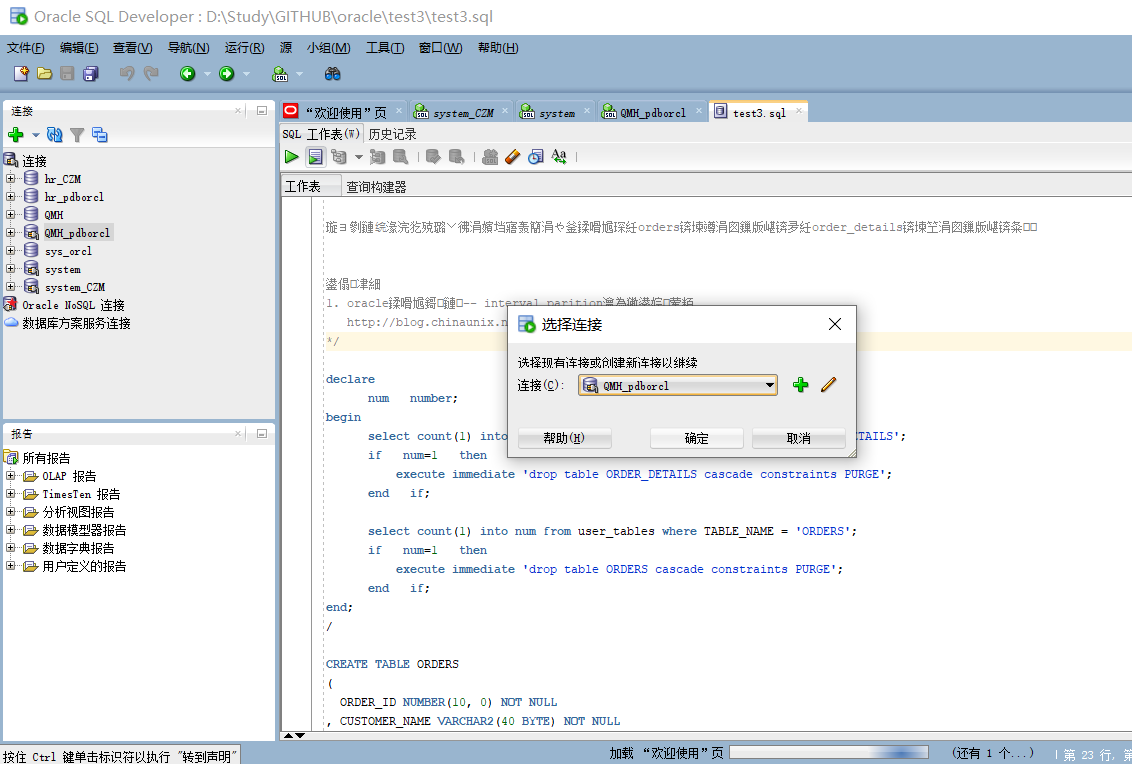 Oracle SQL Developer : D:\Study\GITHUB\oracle\test3\test3.sql
文件(F) 编辑(E) 查看(V) 导航(N) 运行(R) 源 小组(M) 工具(T) 窗口(W) 帮助(H)
连接
连接
hr_CZM
hr_pdborcl
QMH
QMH_pdborcl
sys_orcl
system
system_CZM
Oracle NoSQL 连接
数据库方案服务连接
报告
所有报告
OLAP 报告
TimesTen 报告
分析视图报告
数据模型器报告
数据字典报告
用户定义的报告
“欢迎使用”页 system_CZM system QMH_pdborcl test3.sql
SQL 工作表(W) 历史记录
Aa
工作表 查询构建器
orders order_details
1. oracle -- interval parition
http://blog.chinaunix.n
*/
declare
num number;
begin
select count(1) into TAILS';
if num=1 then
execute immediate 'drop table ORDER_DETAILS cascade constraints PURGE';
end if;
select count(1) into num from user_tables where TABLE_NAME = 'ORDERS';
if num=1 then
execute immediate 'drop table ORDERS cascade constraints PURGE';
end if;
end;
/
CREATE TABLE ORDERS
(
ORDER_ID NUMBER(10, 0) NOT NULL
, CUSTOMER_NAME VARCHAR2(40 BYTE) NOT NULL
选择连接
选择现有连接或创建新连接以继续
连接(C): QMH_pdborcl
帮助(H) 确定 取消
按住 Ctrl 键单击标识符以执行 "转到声明"
加载 “欢迎使用”页 (还有 1 个...) | 第 23 行, 第